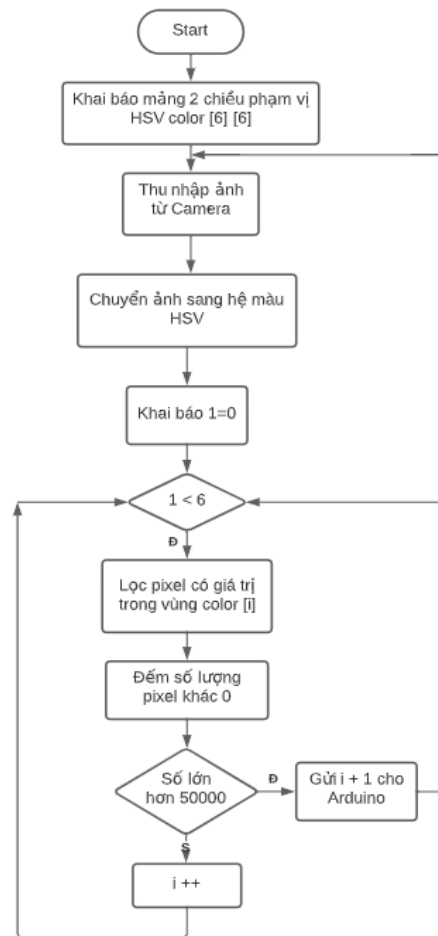 Start
Khai báo mảng 2 chiều phạm vị
HSV color [6] [6]
Thu nhập ảnh
từ Camera
Chuyển ảnh sang hệ màu
HSV
Khai báo 1=0
1 < 6
Đ
Lọc pixel có giá trị
trong vùng color [i]
Đếm số lượng
pixel khác 0
Số lớn
hơn 50000
Đ
Gửi i + 1 cho
Arduino
S
i ++